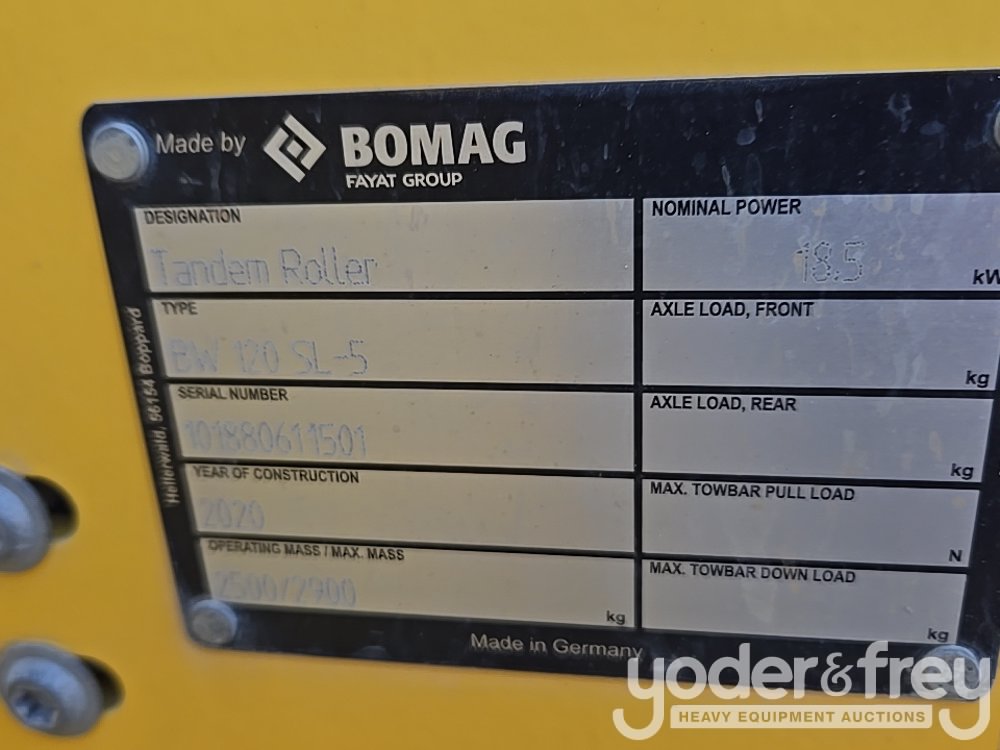 Made by BOMAG
FAYAT GROUP
DESIGNATION
Tandem Roller
NOMINAL POWER
18.5 kW
TYPE
BW 120 SL-5
AXLE LOAD, FRONT
kg
SERIAL NUMBER
101880611501
AXLE LOAD, REAR
kg
YEAR OF CONSTRUCTION
2020
MAX. TOWBAR PULL LOAD
N
OPERATING MASS / MAX. MASS
2500/2900
kg
MAX. TOWBAR DOWN LOAD
kg
Hellerwald, 56154 Boppard
Made in Germany
yoder&frey
HEAVY EQUIPMENT AUCTIONS